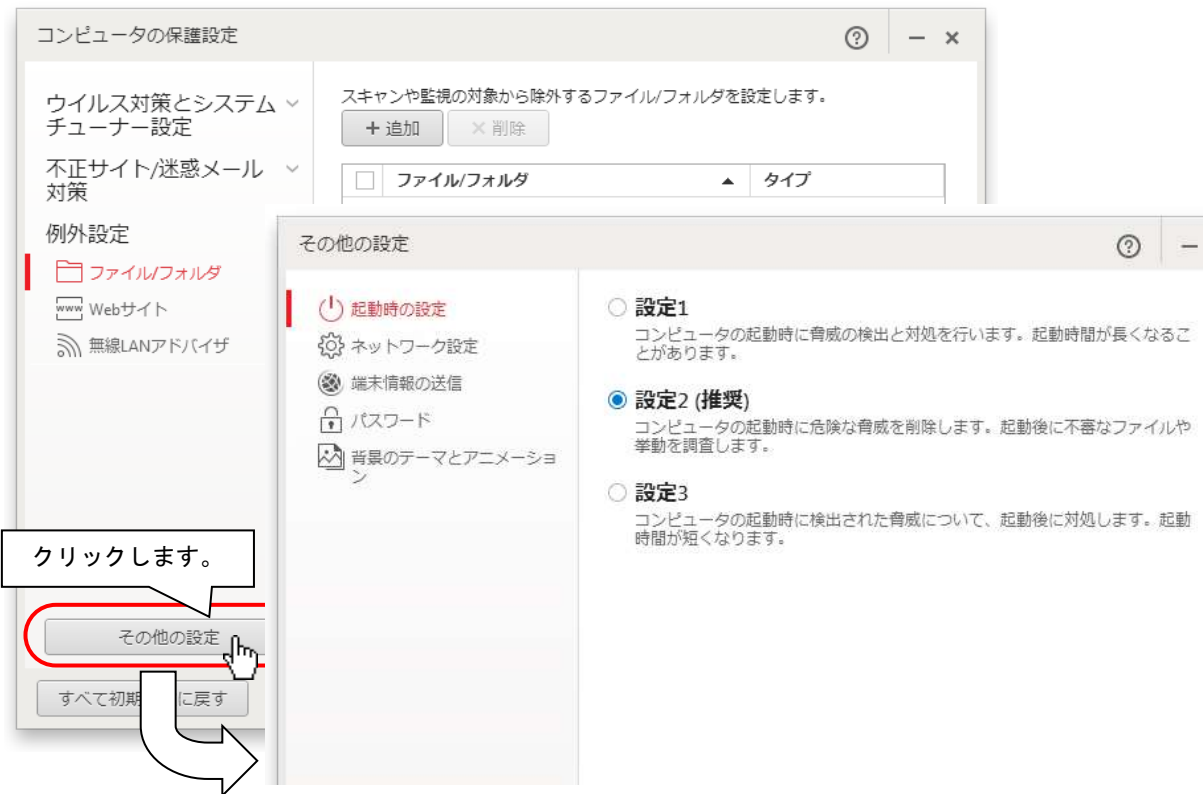 コンピュータの保護設定
ウイルス対策とシステム
チューナー設定
不正サイト/迷惑メール
対策
例外設定
ファイル/フォルダ
www Webサイト
無線LANアドバイザ
スキャンや監視の対象から除外するファイル/フォルダを設定します。
+ 追加
× 削除
ファイル/フォルダ
タイプ
クリックします。
その他の設定
すべて初期
に戻す
その他の設定
起動時の設定
ネットワーク設定
端末情報の送信
パスワード
背景のテーマとアニメーショ
ン
設定1
コンピュータの起動時に脅威の検出と対処を行います。起動時間が長くなるこ
とがあります。
設定2 (推奨)
コンピュータの起動時に危険な脅威を削除します。起動後に不審なファイルや
挙動を調査します。
設定3
コンピュータの起動時に検出された脅威について、起動後に対処します。起動
時間が短くなります。